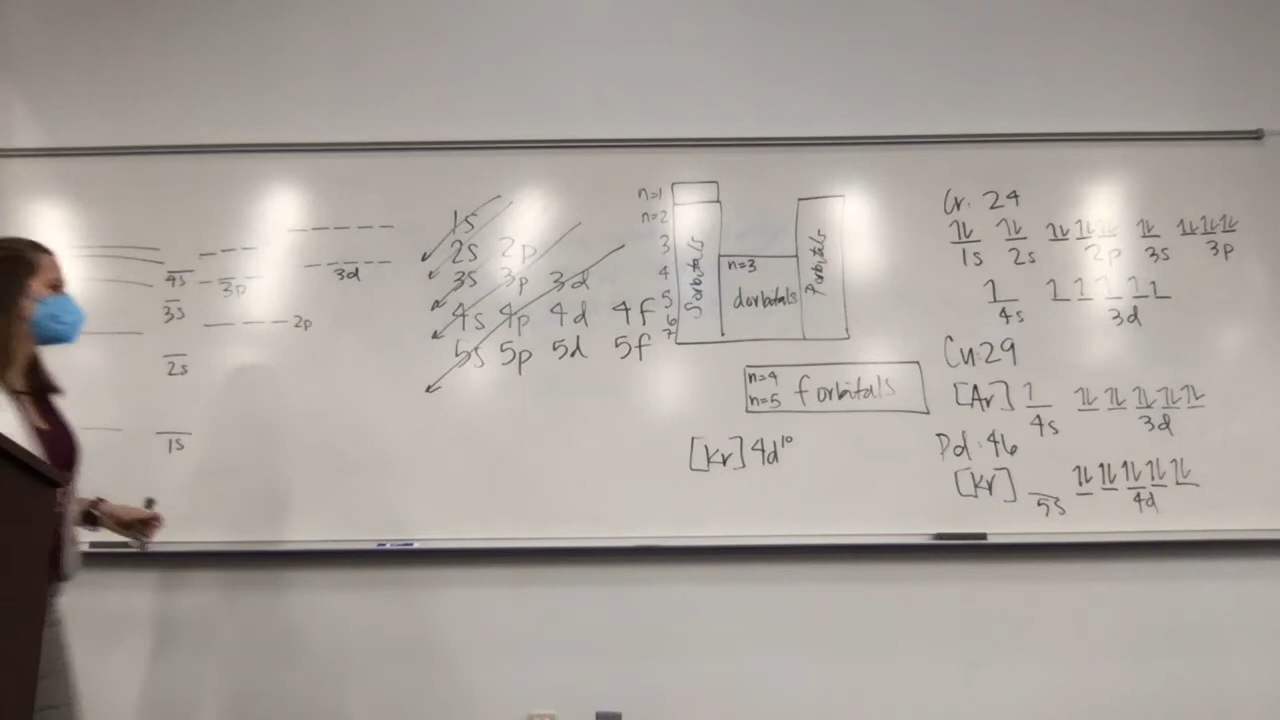 4s
3p
3d
3s
2p
2s
1s
1s
2s 2p
3s 3p 3d
4s 4p 4d 4f
5s 5p 5d 5f
n=1
n=2
3
4
5
6
7
S orbitals
n=3
d orbitals
P orbitals
n=4
n=5
f orbitals
[Kr] 4d¹⁰
Cr: 24
1s 2s 2p 3s 3p
4s 3d
Cu: 29
[Ar]
4s 3d
Pd: 46
[Kr]
5s 4d